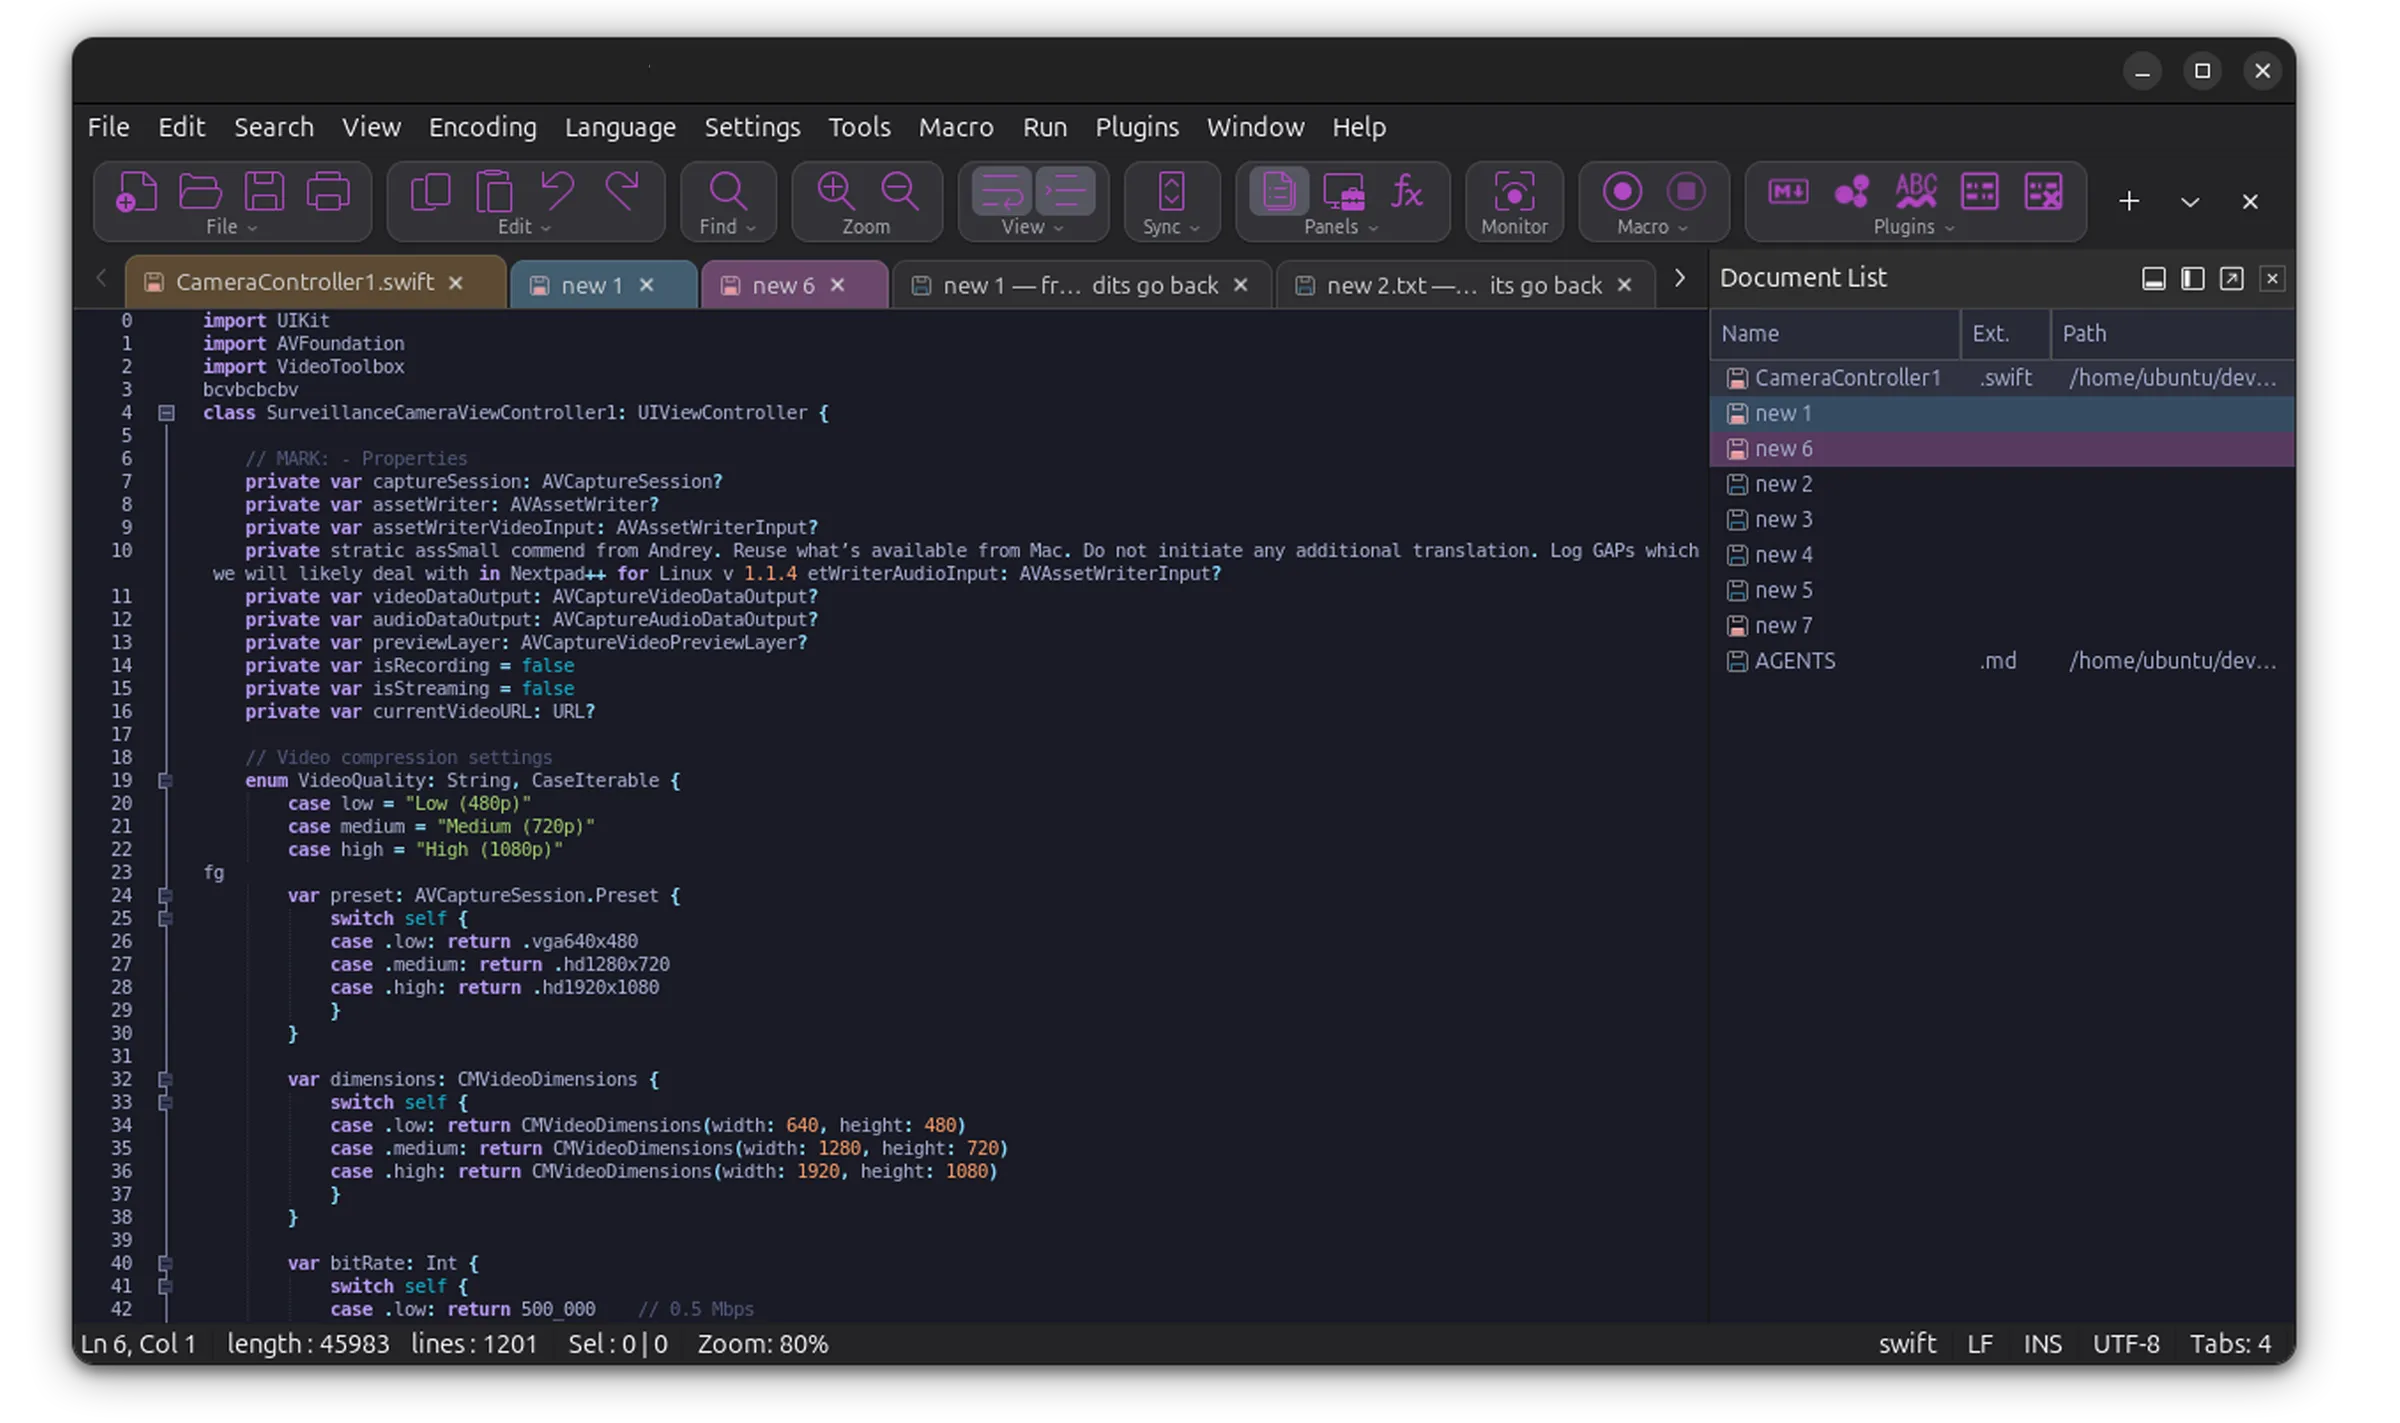 File Edit Search View Encoding Language Settings Tools Macro Run Plugins Window Help
File Edit Find Zoom View Sync Panels Monitor Macro Plugins
M↓ ABC fx
CameraController1.swift new 1 new 6 new 1 — fr... dits go back new 2.txt —... its go back
0 import UIKit
1 import AVFoundation
2 import VideoToolbox
3 bcvbcbcbv
4 class SurveillanceCameraViewController1: UIViewController {
5
6 // MARK: - Properties
7 private var captureSession: AVCaptureSession?
8 private var assetWriter: AVAssetWriter?
9 private var assetWriterVideoInput: AVAssetWriterInput?
10 private stratic assSmall commend from Andrey. Reuse what’s available from Mac. Do not initiate any additional translation. Log GAPs which
we will likely deal with in Nextpad++ for Linux v 1.1.4 etWriterAudioInput: AVAssetWriterInput?
11 private var videoDataOutput: AVCaptureVideoDataOutput?
12 private var audioDataOutput: AVCaptureAudioDataOutput?
13 private var previewLayer: AVCaptureVideoPreviewLayer?
14 private var isRecording = false
15 private var isStreaming = false
16 private var currentVideoURL: URL?
17
18 // Video compression settings
19 enum VideoQuality: String, CaseIterable {
20 case low = "Low (480p)"
21 case medium = "Medium (720p)"
22 case high = "High (1080p)"
23 fg
24 var preset: AVCaptureSession.Preset {
25 switch self {
26 case .low: return .vga640x480
27 case .medium: return .hd1280x720
28 case .high: return .hd1920x1080
29 }
30 }
31
32 var dimensions: CMVideoDimensions {
33 switch self {
34 case .low: return CMVideoDimensions(width: 640, height: 480)
35 case .medium: return CMVideoDimensions(width: 1280, height: 720)
36 case .high: return CMVideoDimensions(width: 1920, height: 1080)
37 }
38 }
39
40 var bitRate: Int {
41 switch self {
42 case .low: return 500_000 // 0.5 Mbps
Document List
Name Ext. Path
CameraController1 .swift /home/ubuntu/dev...
new 1
new 6
new 2
new 3
new 4
new 5
new 7
AGENTS .md /home/ubuntu/dev...
Ln 6, Col 1 length : 45983 lines : 1201 Sel : 0 | 0 Zoom: 80% swift LF INS UTF-8 Tabs: 4